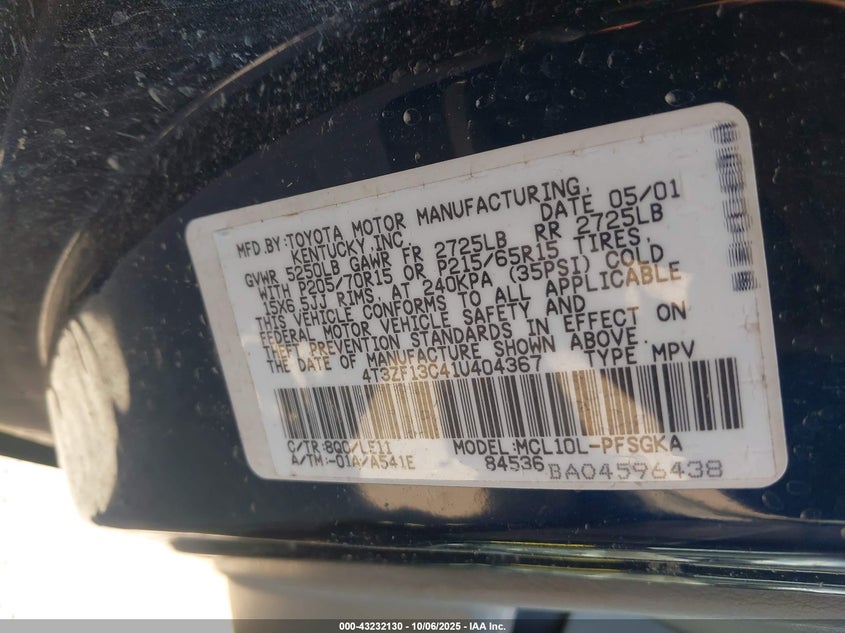 MFD.BY:TOYOTA MOTOR MANUFACTURING,
KENTUCKY,INC. DATE 05/01
GVWR 5250LB GAWR FR 2725LB RR 2725LB
WITH P205/70R15 OR P215/65R15 TIRES,
15X6.5JJ RIMS, AT 240KPA (35PSI) COLD
THIS VEHICLE CONFORMS TO ALL APPLICABLE
FEDERAL MOTOR VEHICLE SAFETY AND
THEFT PREVENTION STANDARDS IN EFFECT ON
THE DATE OF MANUFACTURE SHOWN ABOVE.
4T3ZF13C41U404367 TYPE MPV
C/TR:8QC/LE11 MODEL:MCL10L-PFSGKA
A/TM:-01A/A541E 84536 BA04596438
000-43232130 - 10/06/2025 - IAA Inc.